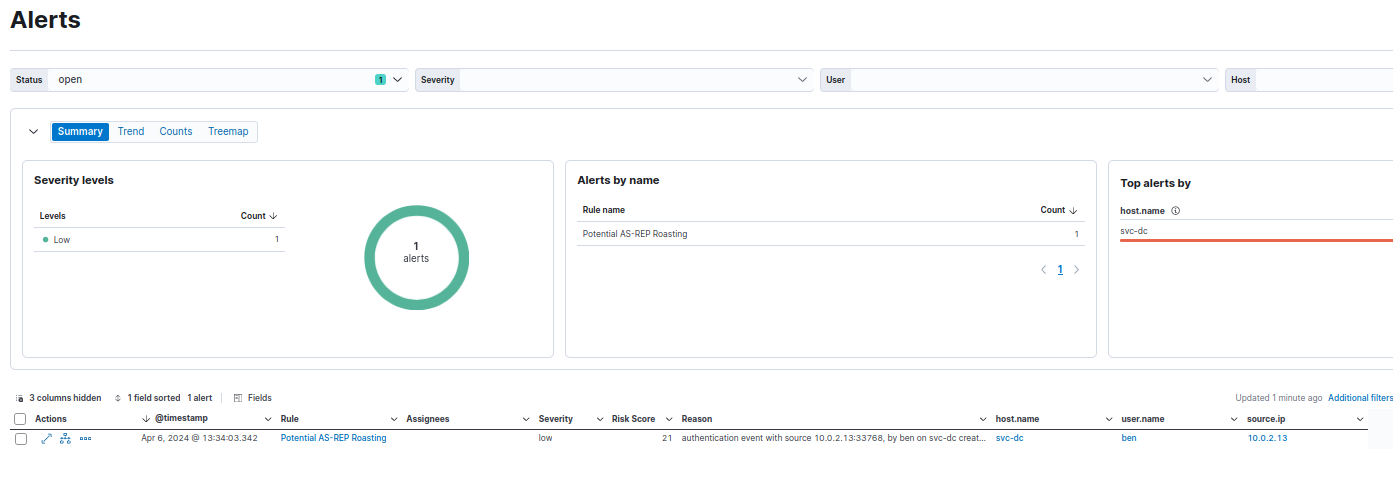 Alerts
Status open 1 Severity User Host
Summary Trend Counts Treemap
Severity levels
Levels Count
Low 1
1
alerts
Alerts by name
Rule name Count
Potential AS-REP Roasting 1
1
Top alerts by
host.name
svc-dc
3 columns hidden 1 field sorted 1 alert Fields Updated 1 minute ago Additional filters
Actions @timestamp Rule Assignees Severity Risk Score Reason host.name user.name source.ip
Apr 6, 2024 @ 13:34:03.342 Potential AS-REP Roasting low 21 authentication event with source 10.0.2.13:33768, by ben on svc-dc creat... svc-dc ben 10.0.2.13